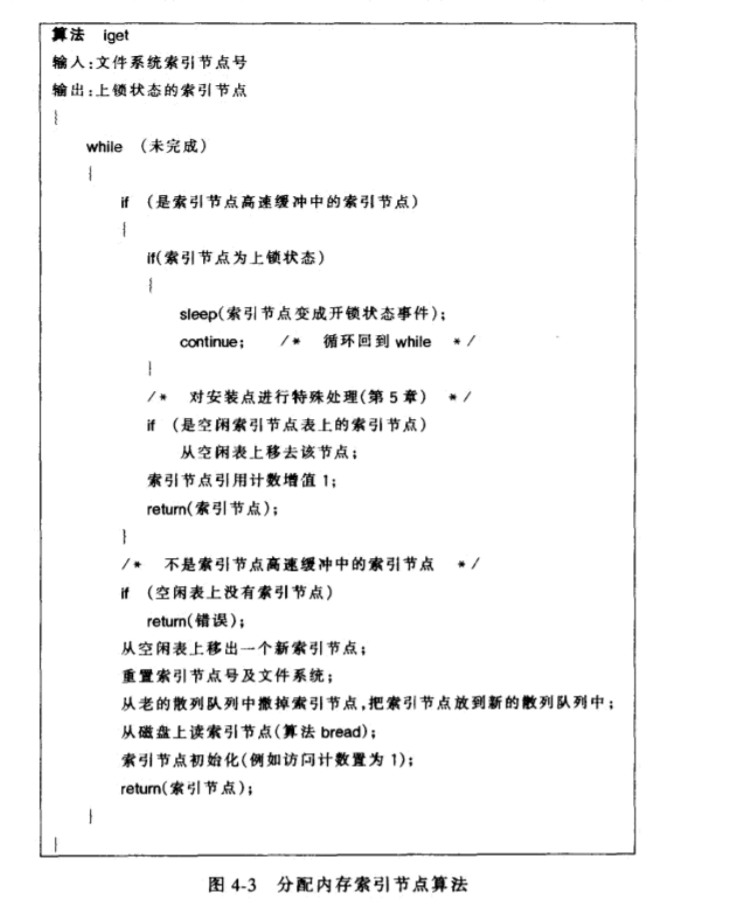 算法 iget
输入:文件系统索引节点号
输出:上锁状态的索引节点
{
while (未完成)
{
if (是索引节点高速缓冲中的索引节点)
{
if(索引节点为上锁状态)
{
sleep(索引节点变成开锁状态事件);
continue; /* 循环回到 while */
}
/* 对安装点进行特殊处理(第5章) */
if (是空闲索引节点表上的索引节点)
从空闲表上移去该节点;
索引节点引用计数增值 1;
return(索引节点);
}
/* 不是索引节点高速缓冲中的索引节点 */
if (空闲表上没有索引节点)
return(错误);
从空闲表上移出一个新索引节点;
重置索引节点号及文件系统;
从老的散列队列中撤掉索引节点,把索引节点放到新的散列队列中;
从磁盘上读索引节点(算法 bread);
索引节点初始化(例如访问计数置为 1);
return(索引节点);
}
}
图 4-3 分配内存索引节点算法